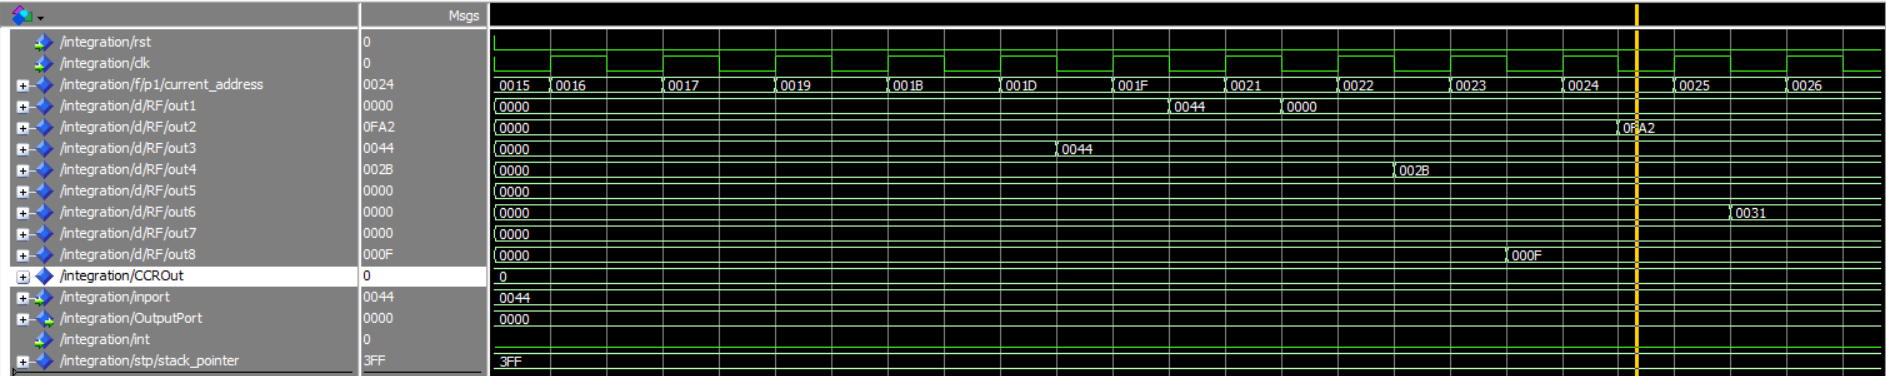 Msgs
/integration/rst 0
/integration/clk 0
/integration/f/p1/current_address 0024 0015 0016 0017 0019 001B 001D 001F 0021 0022 0023 0024 0025 0026
/integration/d/RF/out1 0000 0000 0044 0000
/integration/d/RF/out2 0FA2 0000 0FA2
/integration/d/RF/out3 0044 0000 0044
/integration/d/RF/out4 002B 0000 002B
/integration/d/RF/out5 0000 0000
/integration/d/RF/out6 0000 0000 0031
/integration/d/RF/out7 0000 0000
/integration/d/RF/out8 000F 0000 000F
/integration/CCROut 0 0
/integration/inport 0044 0044
/integration/OutputPort 0000 0000
/integration/int 0
/integration/stp/stack_pointer 3FF 3FF